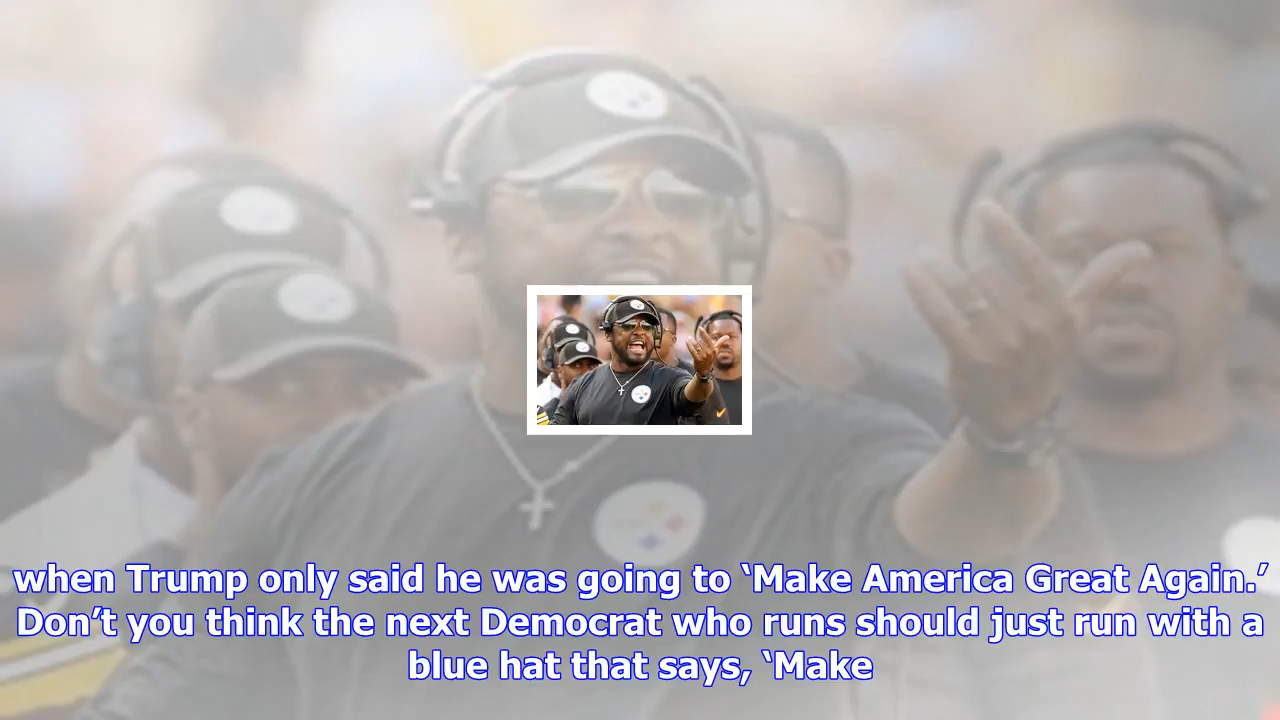 when Trump only said he was going to ‘Make America Great Again.’
Don’t you think the next Democrat who runs should just run with a
blue hat that says, ‘Make